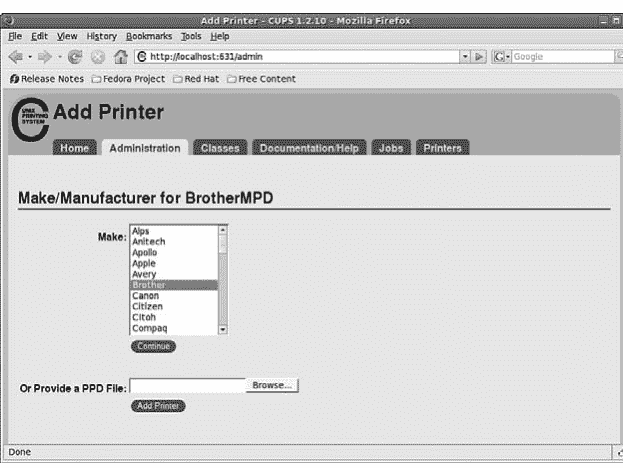 Add Printer - CUPS 1.2.10 - Mozilla Firefox
File Edit View History Bookmarks Tools Help
http://localhost:631/admin
Google
Release Notes Fedora Project Red Hat Free Content
UNIX PRINTING SYSTEM
Add Printer
Home Administration Classes Documentation/Help Jobs Printers
Make/Manufacturer for BrotherMPD
Make:
Alps
Anitech
Apollo
Apple
Avery
Brother
Canon
Citizen
Citoh
Compaq
Continue
Or Provide a PPD File: Browse...
Add Printer
Done